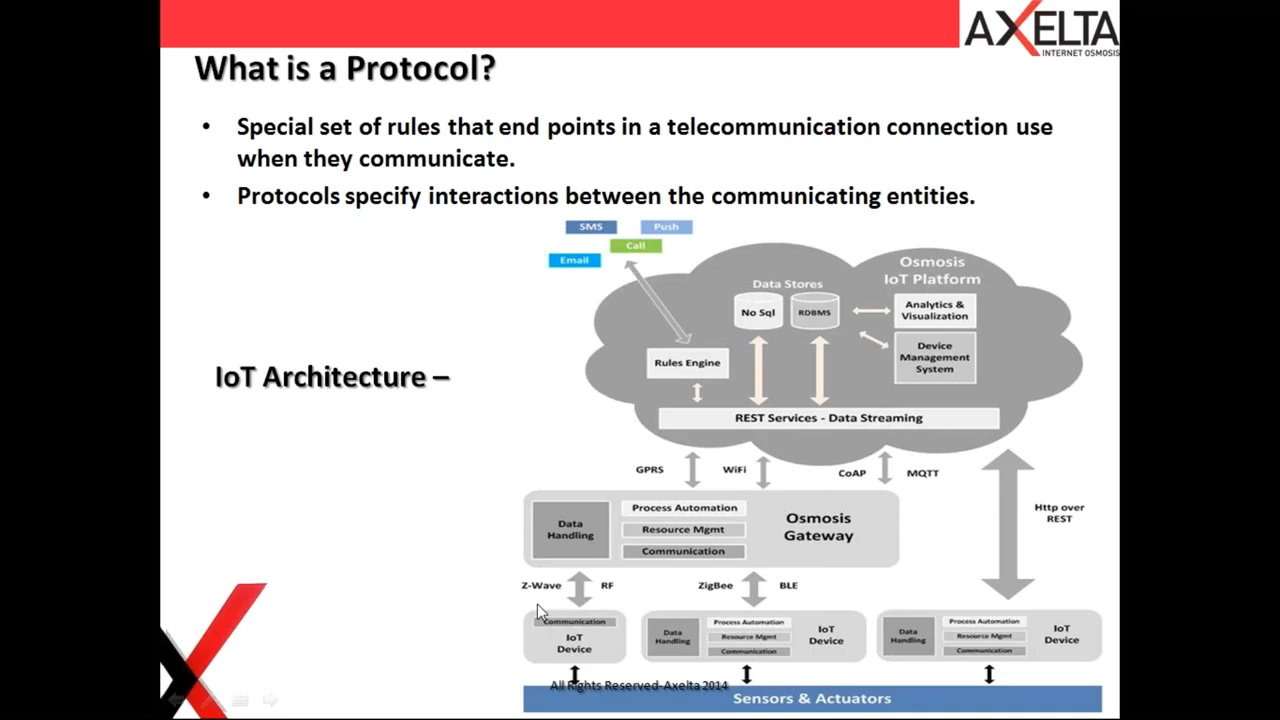 AXELTA
INTERNET OSMOSIS
What is a Protocol?
• Special set of rules that end points in a telecommunication connection use
when they communicate.
• Protocols specify interactions between the communicating entities.
SMS
Push
Call
Email
Osmosis
IoT Platform
Data Stores
No Sql
RDBMS
Analytics &
Visualization
Device
Management
System
Rules Engine
REST Services - Data Streaming
IoT Architecture –
GPRS
WiFi
CoAP
MQTT
Http over
REST
Data
Handling
Process Automation
Resource Mgmt
Communication
Osmosis
Gateway
Z-Wave
RF
ZigBee
BLE
Communication
IoT
Device
Data
Handling
Process Automation
Resource Mgmt
Communication
IoT
Device
Data
Handling
Process Automation
Resource Mgmt
Communication
IoT
Device
All Rights Reserved-Axelta 2014
Sensors & Actuators